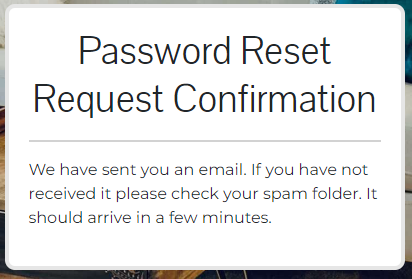 Password Reset
Request Confirmation
We have sent you an email. If you have not
received it please check your spam folder. It
should arrive in a few minutes.